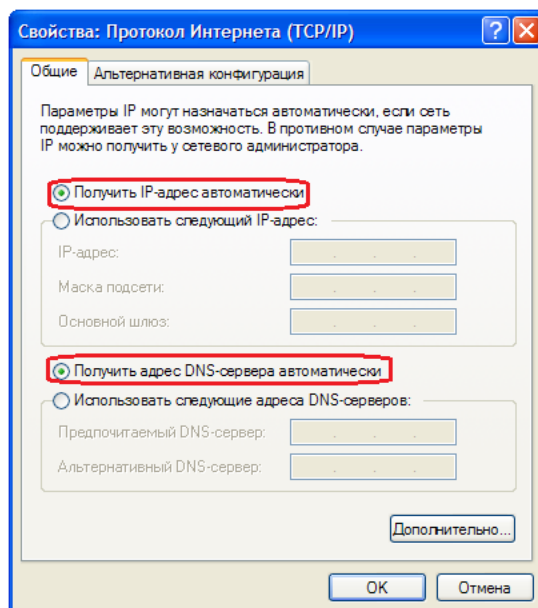 Свойства: Протокол Интернета (TCP/IP)
Общие
Альтернативная конфигурация
Параметры IP могут назначаться автоматически, если сеть
поддерживает эту возможность. В противном случае параметры
IP можно получить у сетевого администратора.
Получить IP-адрес автоматически
Использовать следующий IP-адрес:
IP-адрес:
Маска подсети:
Основной шлюз:
Получить адрес DNS-сервера автоматически
Использовать следующие адреса DNS-серверов:
Предпочитаемый DNS-сервер:
Альтернативный DNS-сервер:
Дополнительно...
OK
Отмена